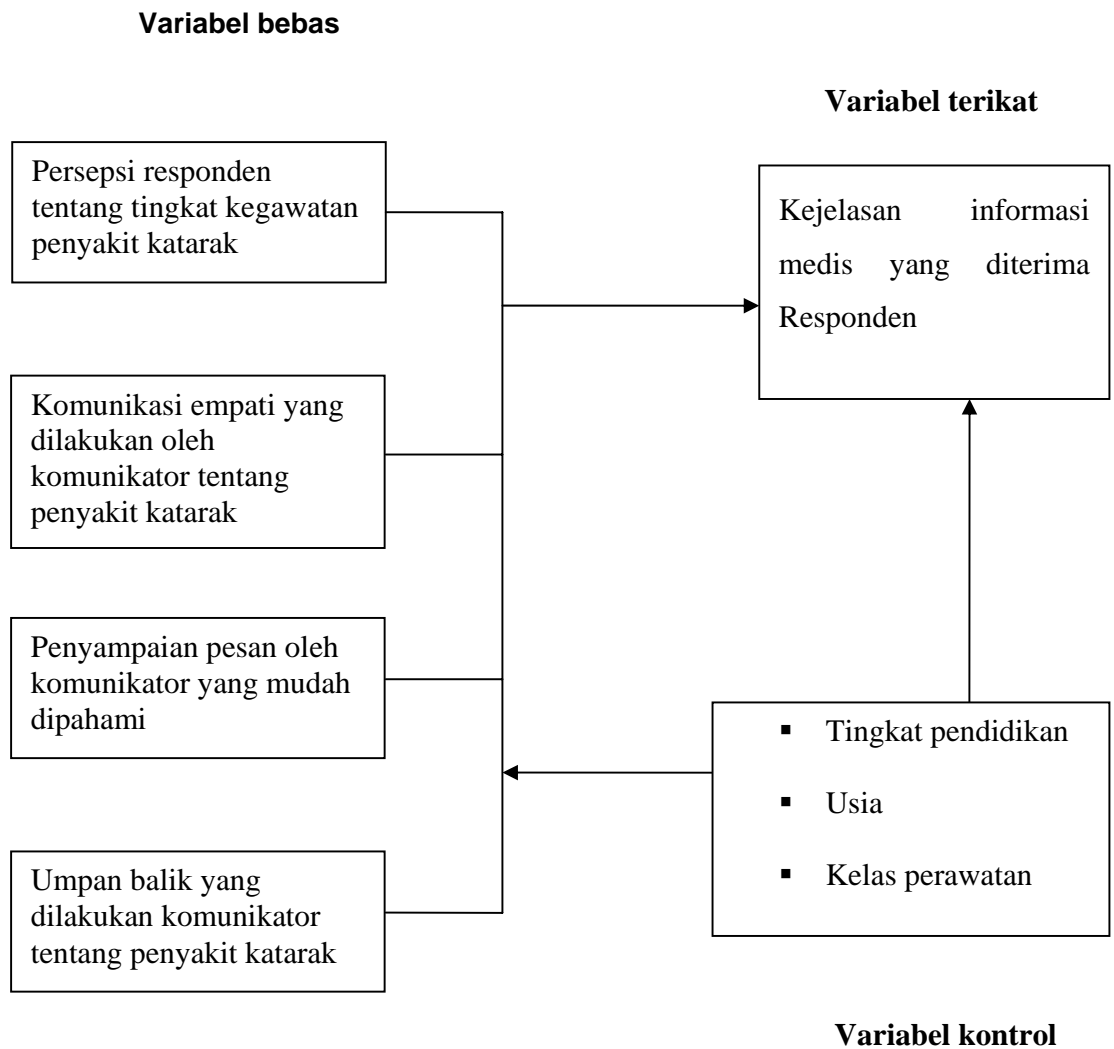 Variabel bebas
Variabel terikat
Persepsi responden
tentang tingkat kegawatan
penyakit katarak
Kejelasan informasi
medis yang diterima
Responden
Komunikasi empati yang
dilakukan oleh
komunikator tentang
penyakit katarak
Penyampaian pesan oleh
komunikator yang mudah
dipahami
▪ Tingkat pendidikan
▪ Usia
▪ Kelas perawatan
Umpan balik yang
dilakukan komunikator
tentang penyakit katarak
Variabel kontrol